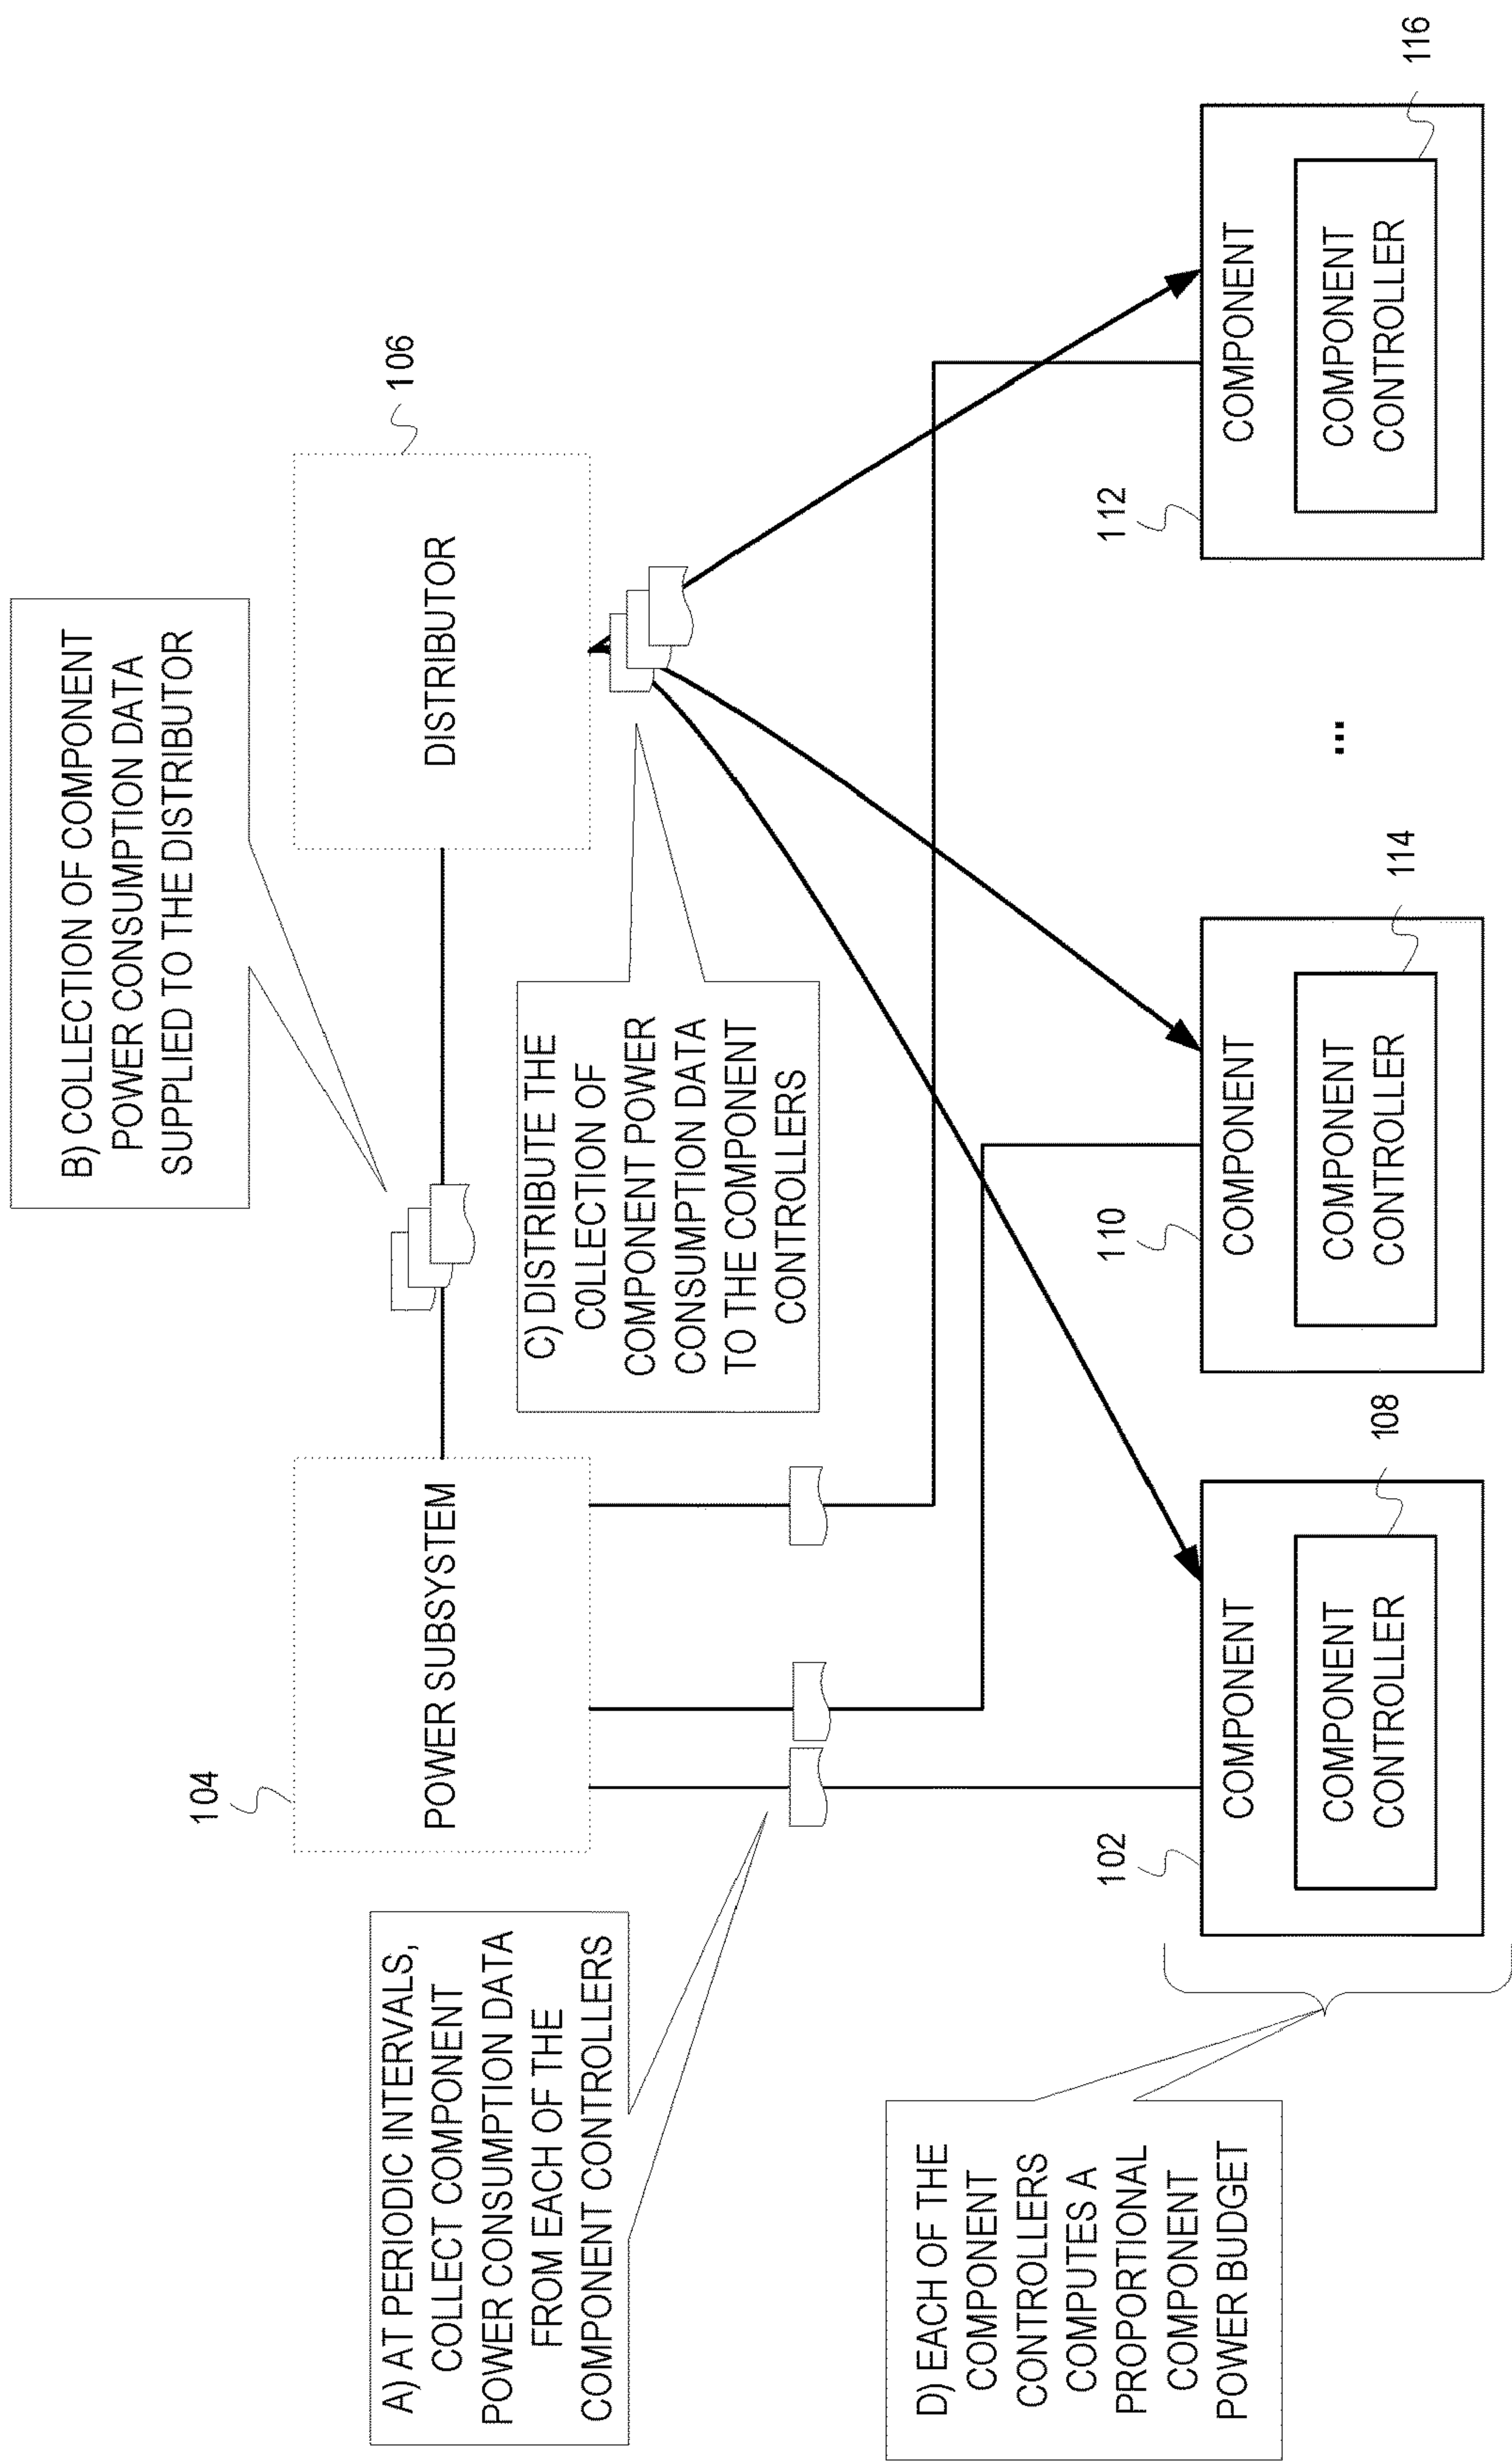 B) COLLECTION OF COMPONENT
POWER CONSUMPTION DATA
SUPPLIED TO THE DISTRIBUTOR
104
POWER SUBSYSTEM
106
DISTRIBUTOR
A) AT PERIODIC INTERVALS,
COLLECT COMPONENT
POWER CONSUMPTION DATA
FROM EACH OF THE
COMPONENT CONTROLLERS
C) DISTRIBUTE THE
COLLECTION OF
COMPONENT POWER
CONSUMPTION DATA
TO THE COMPONENT
CONTROLLERS
D) EACH OF THE
COMPONENT
CONTROLLERS
COMPUTES A
PROPORTIONAL
COMPONENT
POWER BUDGET
102
COMPONENT
COMPONENT
CONTROLLER
108
110
COMPONENT
COMPONENT
CONTROLLER
114
...
112
COMPONENT
COMPONENT
CONTROLLER
116